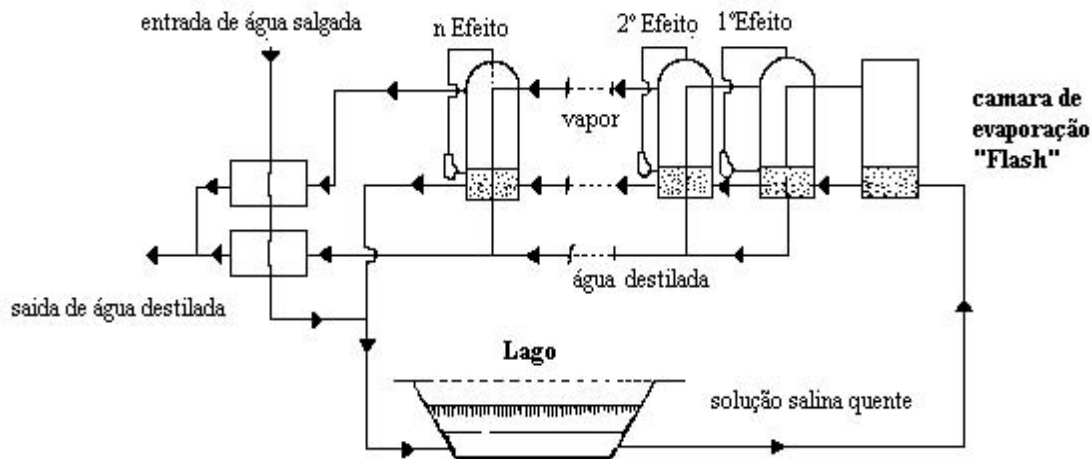 entrada de água salgada
n Efeito
2º Efeito
1ºEfeito
camara de
evaporação
"Flash"
vapor
água destilada
saida de água destilada
Lago
solução salina quente